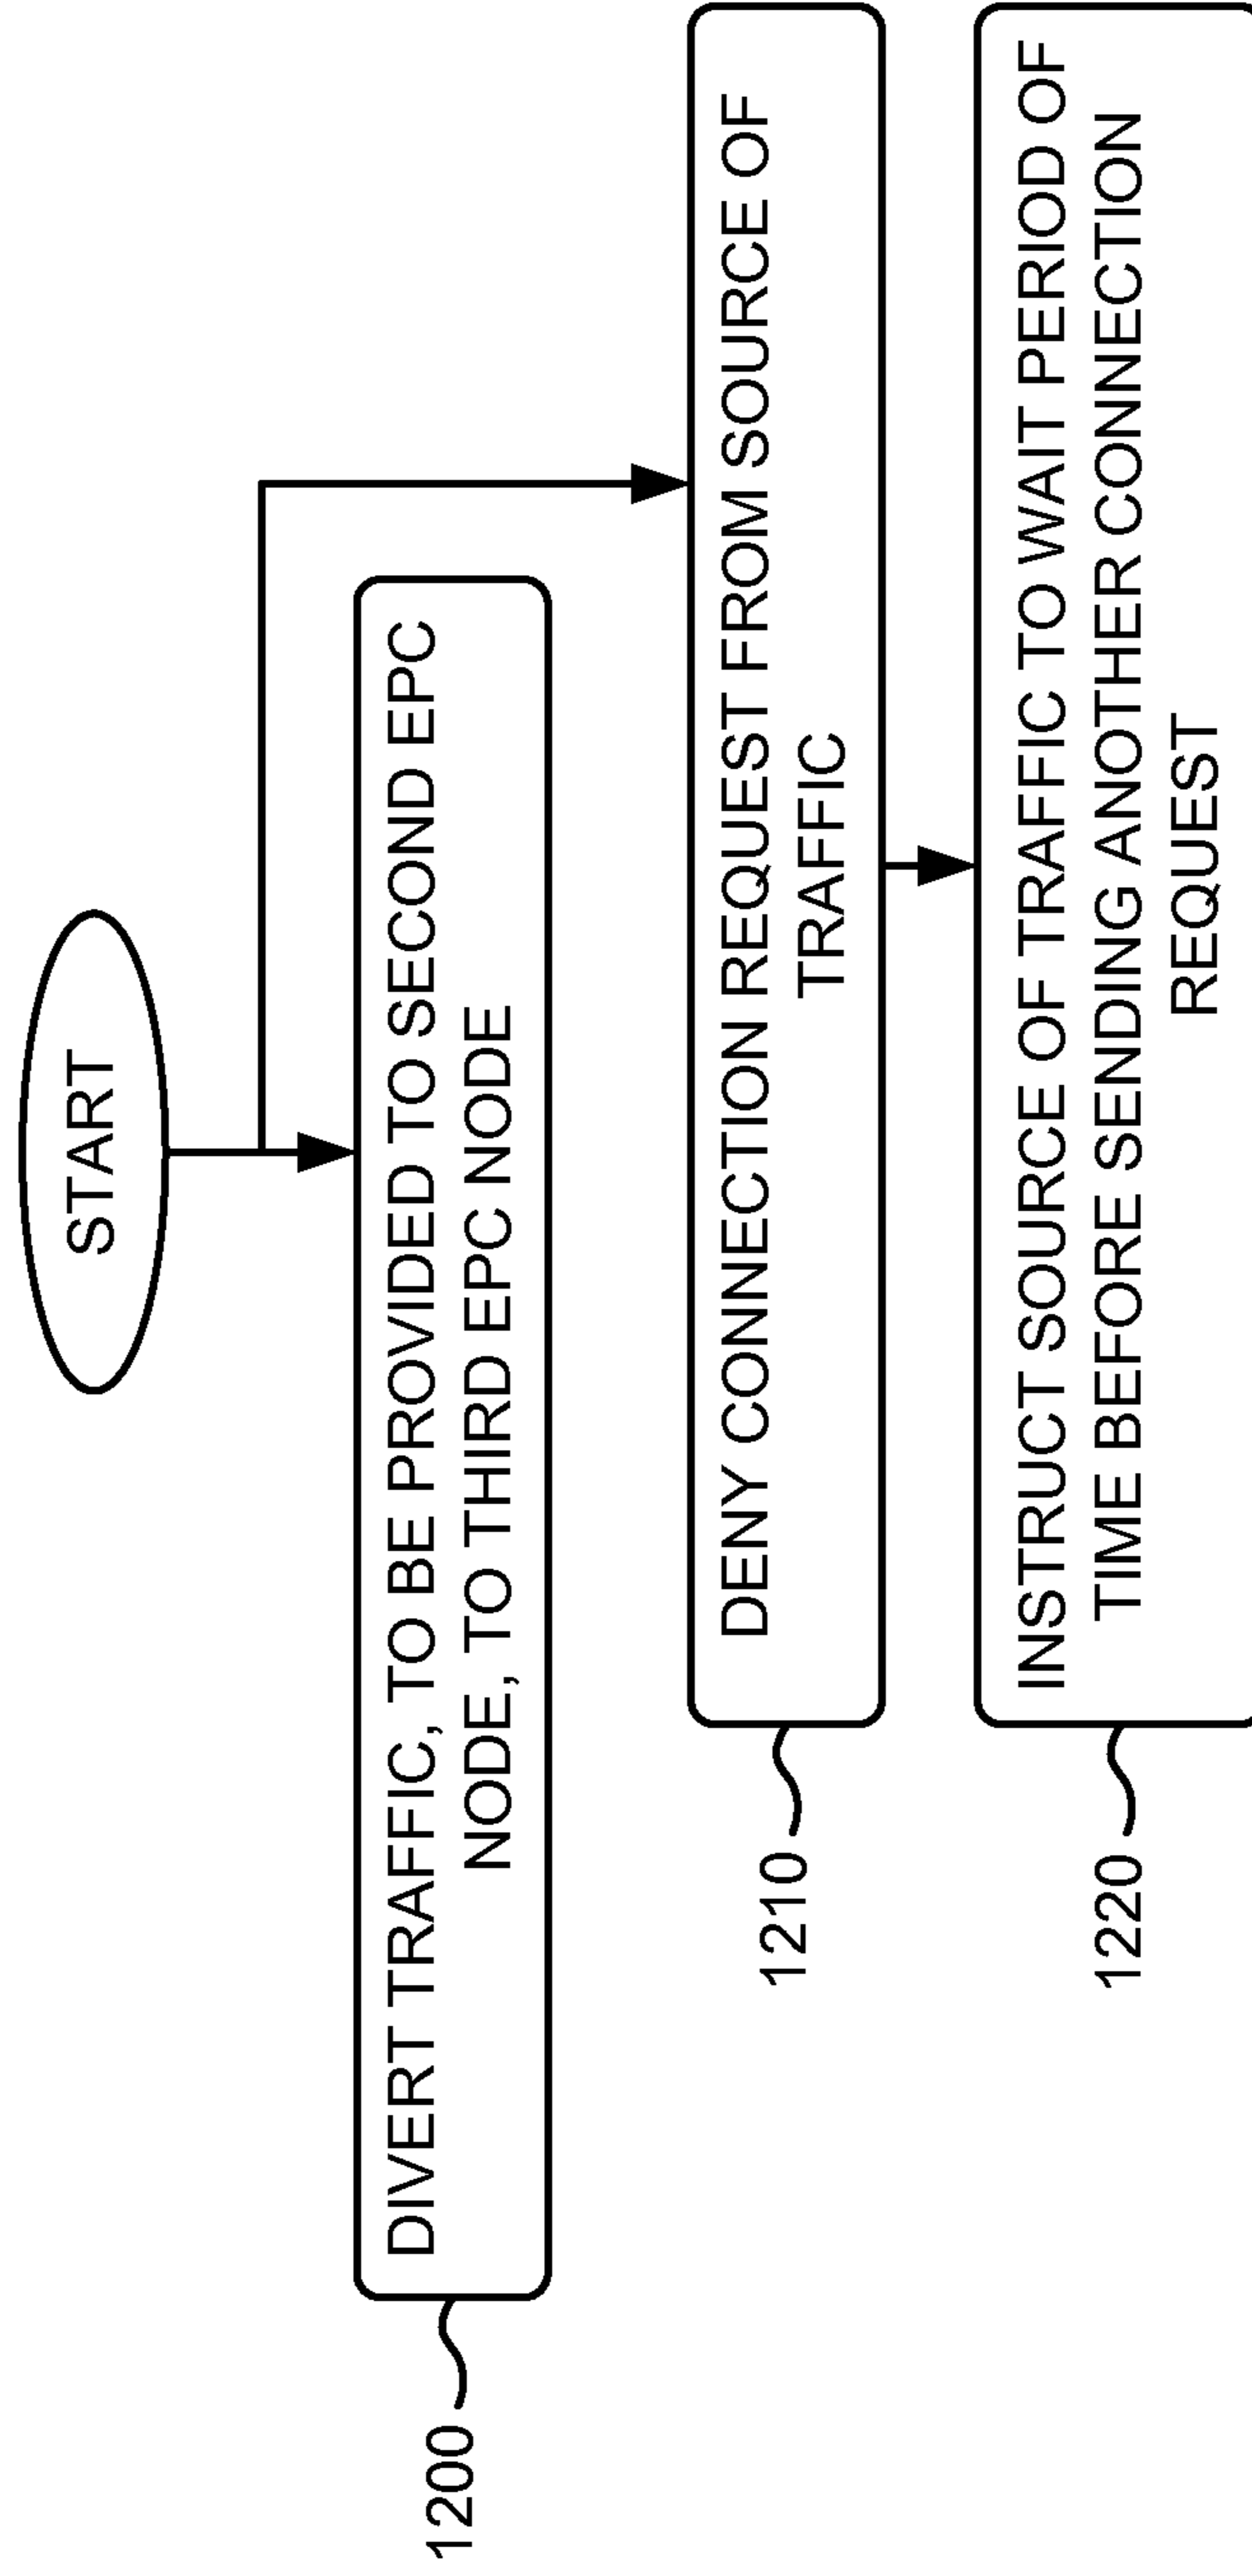 START
1200
DIVERT TRAFFIC, TO BE PROVIDED TO SECOND EPC
NODE, TO THIRD EPC NODE
1210
DENY CONNECTION REQUEST FROM SOURCE OF
TRAFFIC
1220
INSTRUCT SOURCE OF TRAFFIC TO WAIT PERIOD OF
TIME BEFORE SENDING ANOTHER CONNECTION
REQUEST